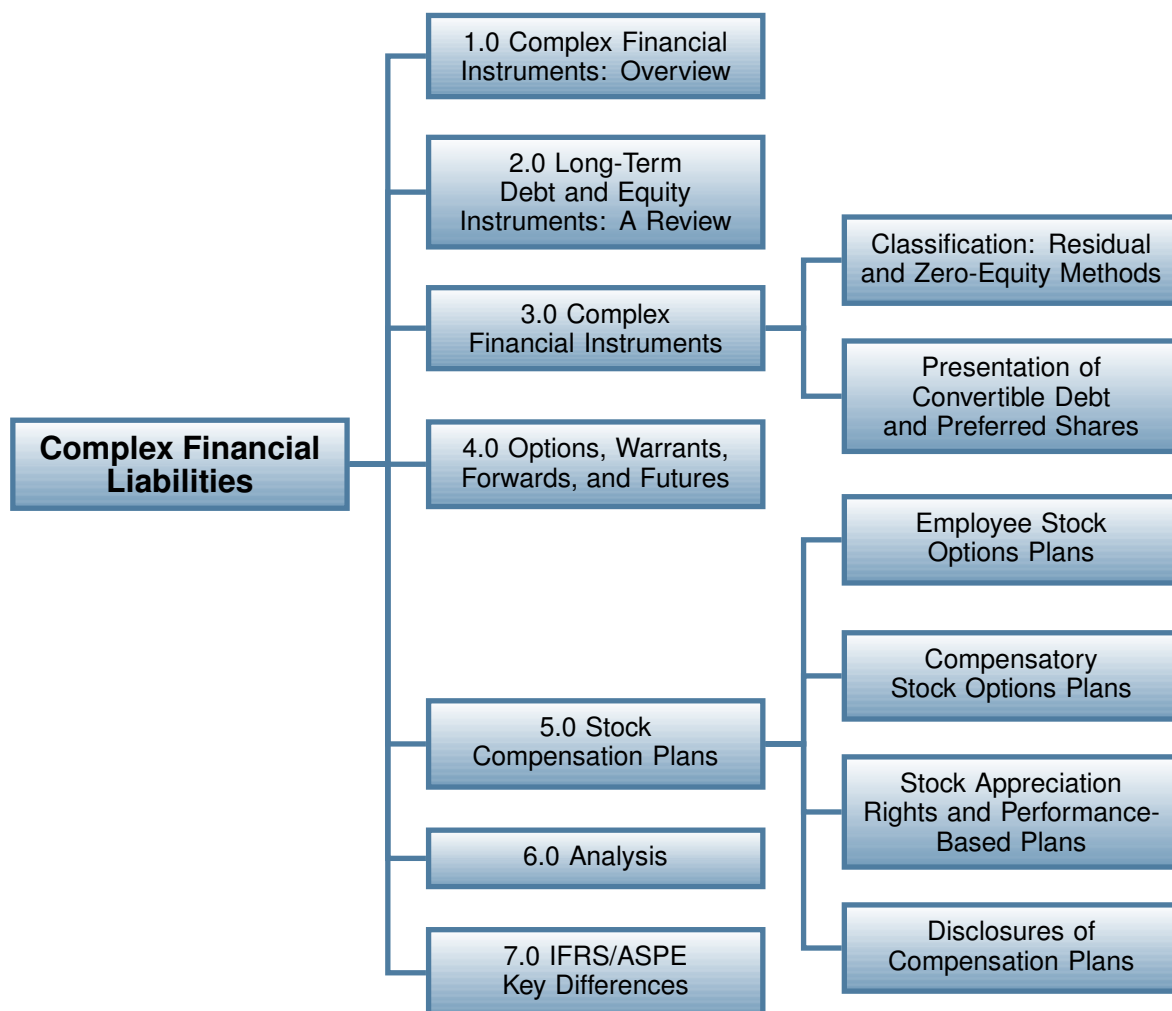 Complex Financial
Liabilities
1.0 Complex Financial
Instruments: Overview
2.0 Long-Term
Debt and Equity
Instruments: A Review
3.0 Complex
Financial Instruments
Classification: Residual
and Zero-Equity Methods
Presentation of
Convertible Debt
and Preferred Shares
4.0 Options, Warrants,
Forwards, and Futures
5.0 Stock
Compensation Plans
Employee Stock
Options Plans
Compensatory
Stock Options Plans
Stock Appreciation
Rights and Performance-
Based Plans
Disclosures of
Compensation Plans
6.0 Analysis
7.0 IFRS/ASPE
Key Differences